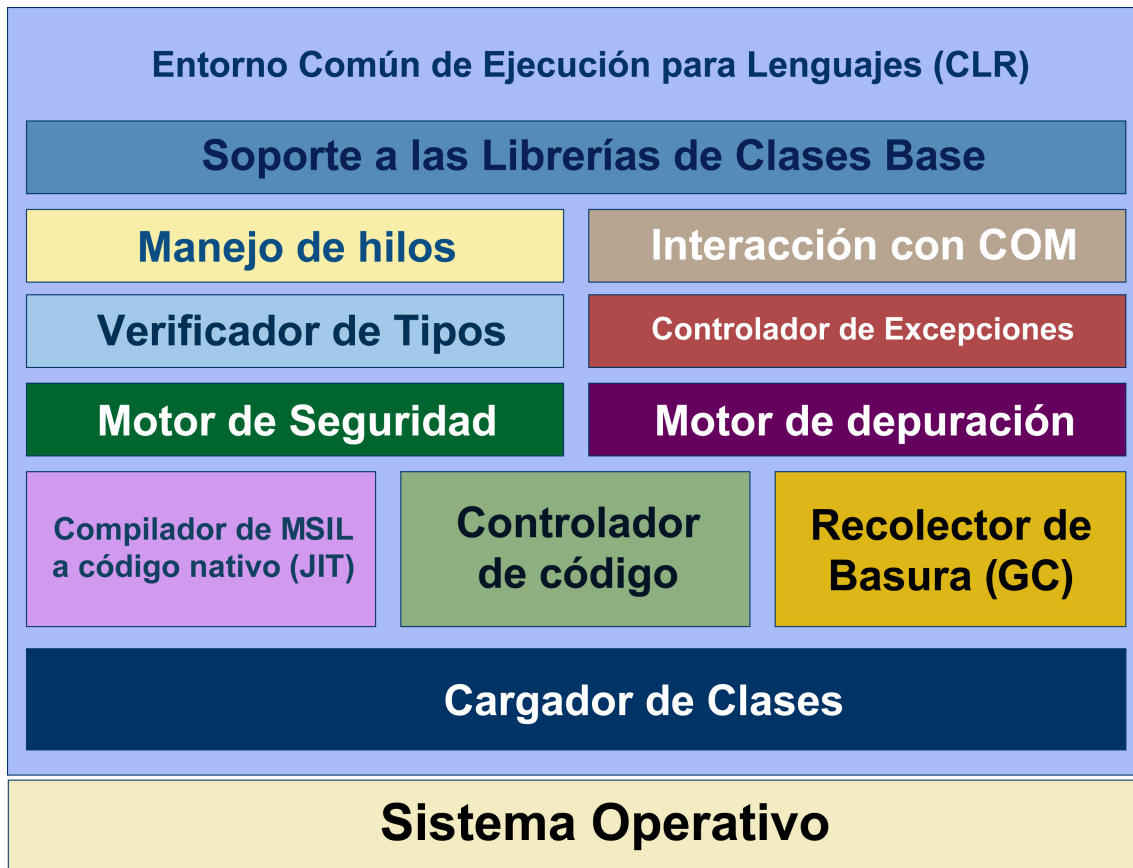 Entorno Común de Ejecución para Lenguajes (CLR)
Soporte a las Librerías de Clases Base
Manejo de hilos
Interacción con COM
Verificador de Tipos
Controlador de Excepciones
Motor de Seguridad
Motor de depuración
Compilador de MSIL
a código nativo (JIT)
Controlador
de código
Recolector de
Basura (GC)
Cargador de Clases
Sistema Operativo